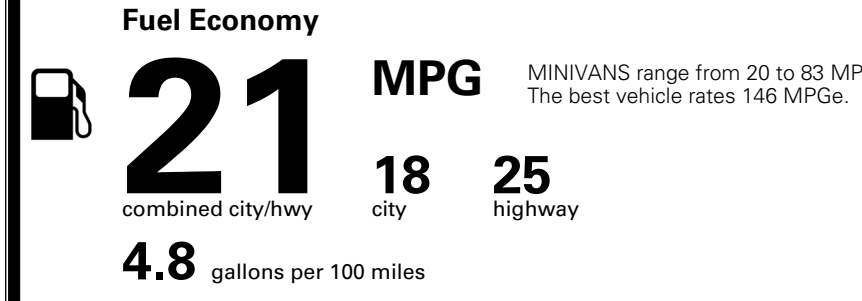 Fuel Economy
21 MPG
MINIVANS range from 20 to 83 MP
The best vehicle rates 146 MPGe.
18 25
combined city/hwy city highway
4.8 gallons per 100 miles